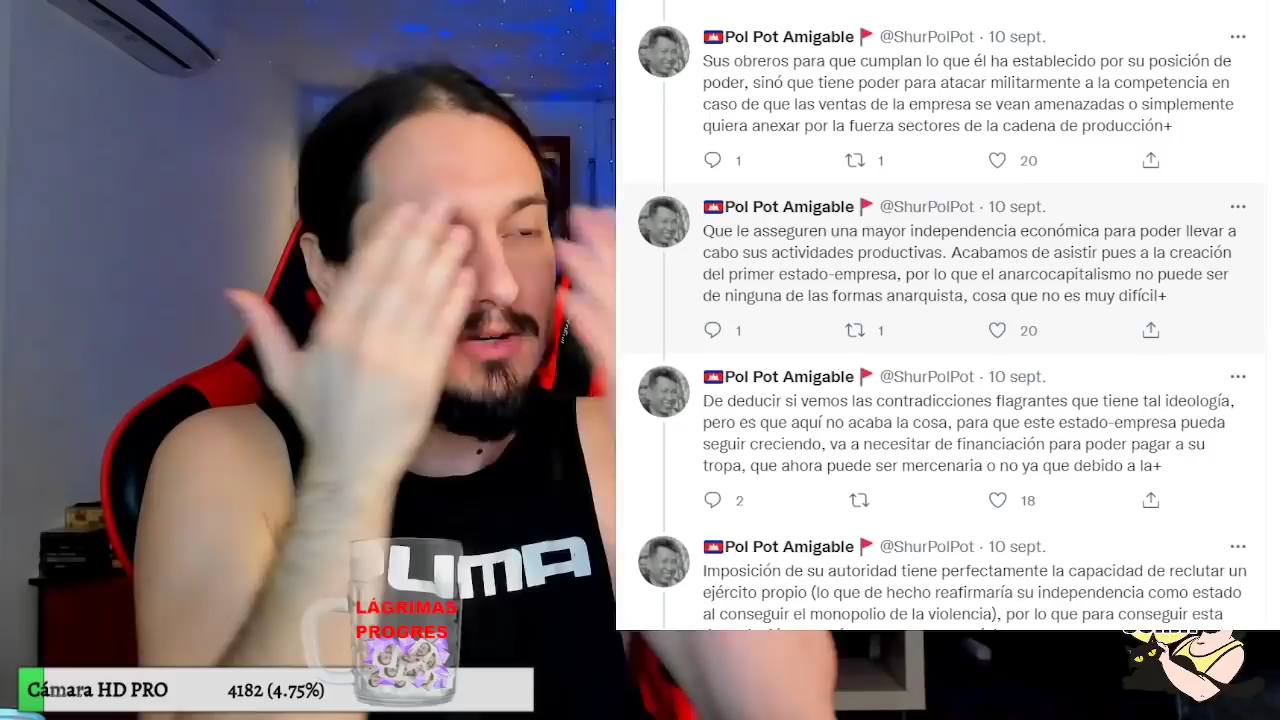 Pol Pot Amigable @ShurPolPot · 10 sept.
Sus obreros para que cumplan lo que él ha establecido por su posición de
poder, sinó que tiene poder para atacar militarmente a la competencia en
caso de que las ventas de la empresa se vean amenazadas o simplemente
quiera anexar por la fuerza sectores de la cadena de producción+
1 1 20
Pol Pot Amigable @ShurPolPot · 10 sept.
Que le asseguren una mayor independencia económica para poder llevar a
cabo sus actividades productivas. Acabamos de asistir pues a la creación
del primer estado-empresa, por lo que el anarcocapitalismo no puede ser
de ninguna de las formas anarquista, cosa que no es muy difícil+
1 1 20
Pol Pot Amigable @ShurPolPot · 10 sept.
De deducir si vemos las contradicciones flagrantes que tiene tal ideología,
pero es que aquí no acaba la cosa, para que este estado-empresa pueda
seguir creciendo, va a necesitar de financiación para poder pagar a su
tropa, que ahora puede ser mercenaria o no ya que debido a la+
2 18
Pol Pot Amigable @ShurPolPot · 10 sept.
Imposición de su autoridad tiene perfectamente la capacidad de reclutar un
ejército propio (lo que de hecho reafirmaría su independencia como estado
al conseguir el monopolio de la violencia), por lo que para conseguir esta
PUMA
LÁGRIMAS
PROGRES
Cámara HD PRO 4182 (4.75%)